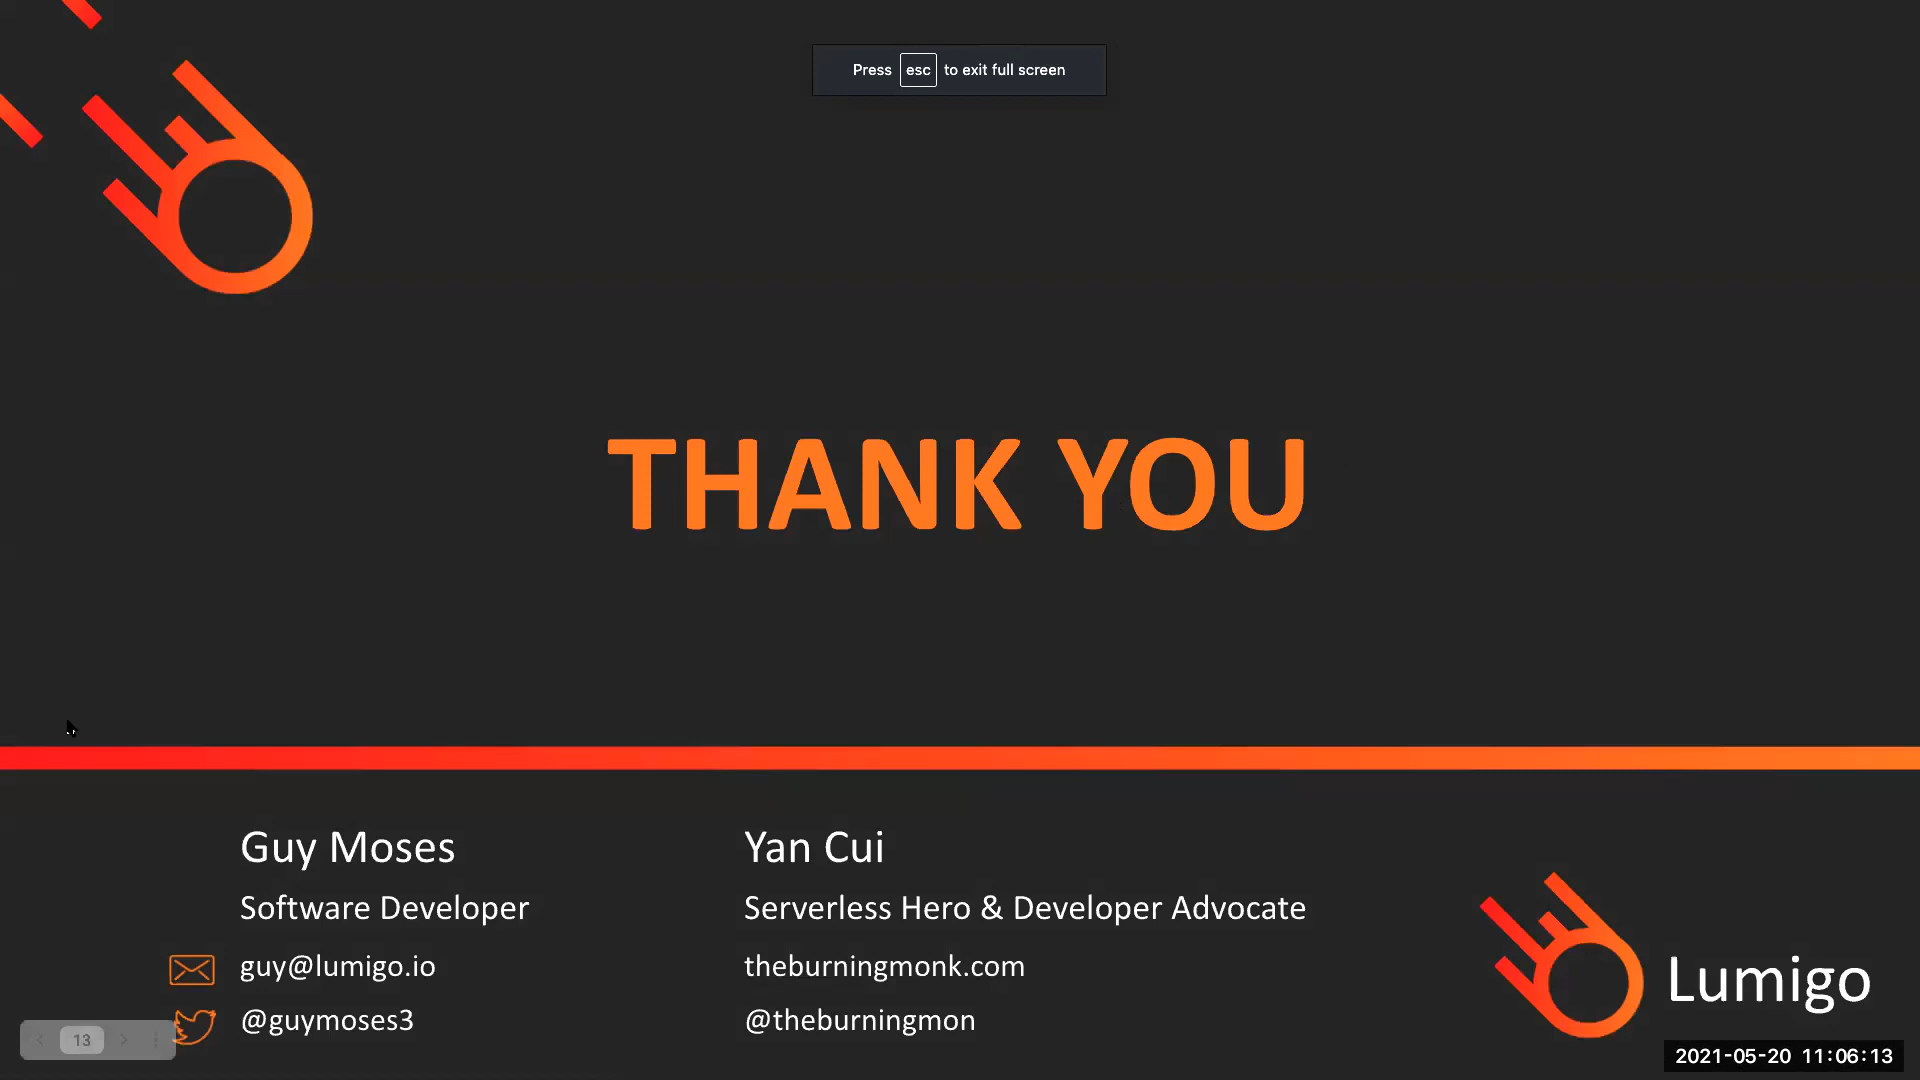 Press esc to exit full screen
THANK YOU
Guy Moses
Software Developer
guy@lumigo.io
@guymoses3
Yan Cui
Serverless Hero & Developer Advocate
theburningmonk.com
@theburningmon
Lumigo
13
2021-05-20 11:06:13